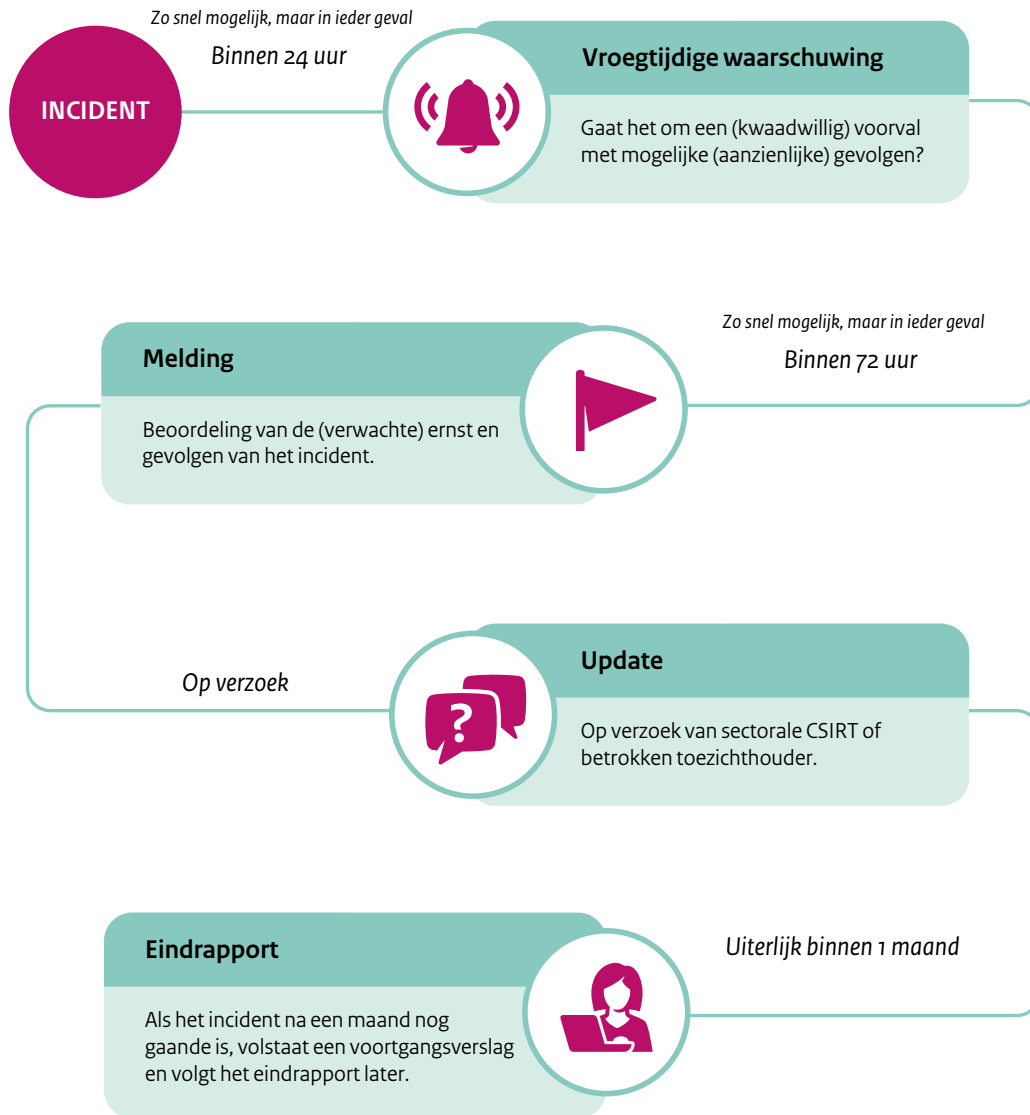 Zo snel mogelijk, maar in ieder geval
Binnen 24 uur
INCIDENT
Vroegtijdige waarschuwing
Gaat het om een (kwaadwillig) voorval
met mogelijke (aanzienlijke) gevolgen?
Zo snel mogelijk, maar in ieder geval
Binnen 72 uur
Melding
Beoordeling van de (verwachte) ernst en
gevolgen van het incident.
Op verzoek
?
Update
Op verzoek van sectorale CSIRT of
betrokken toezichthouder.
Uiterlijk binnen 1 maand
Eindrapport
Als het incident na een maand nog
gaande is, volstaat een voortgangsverslag
en volgt het eindrapport later.